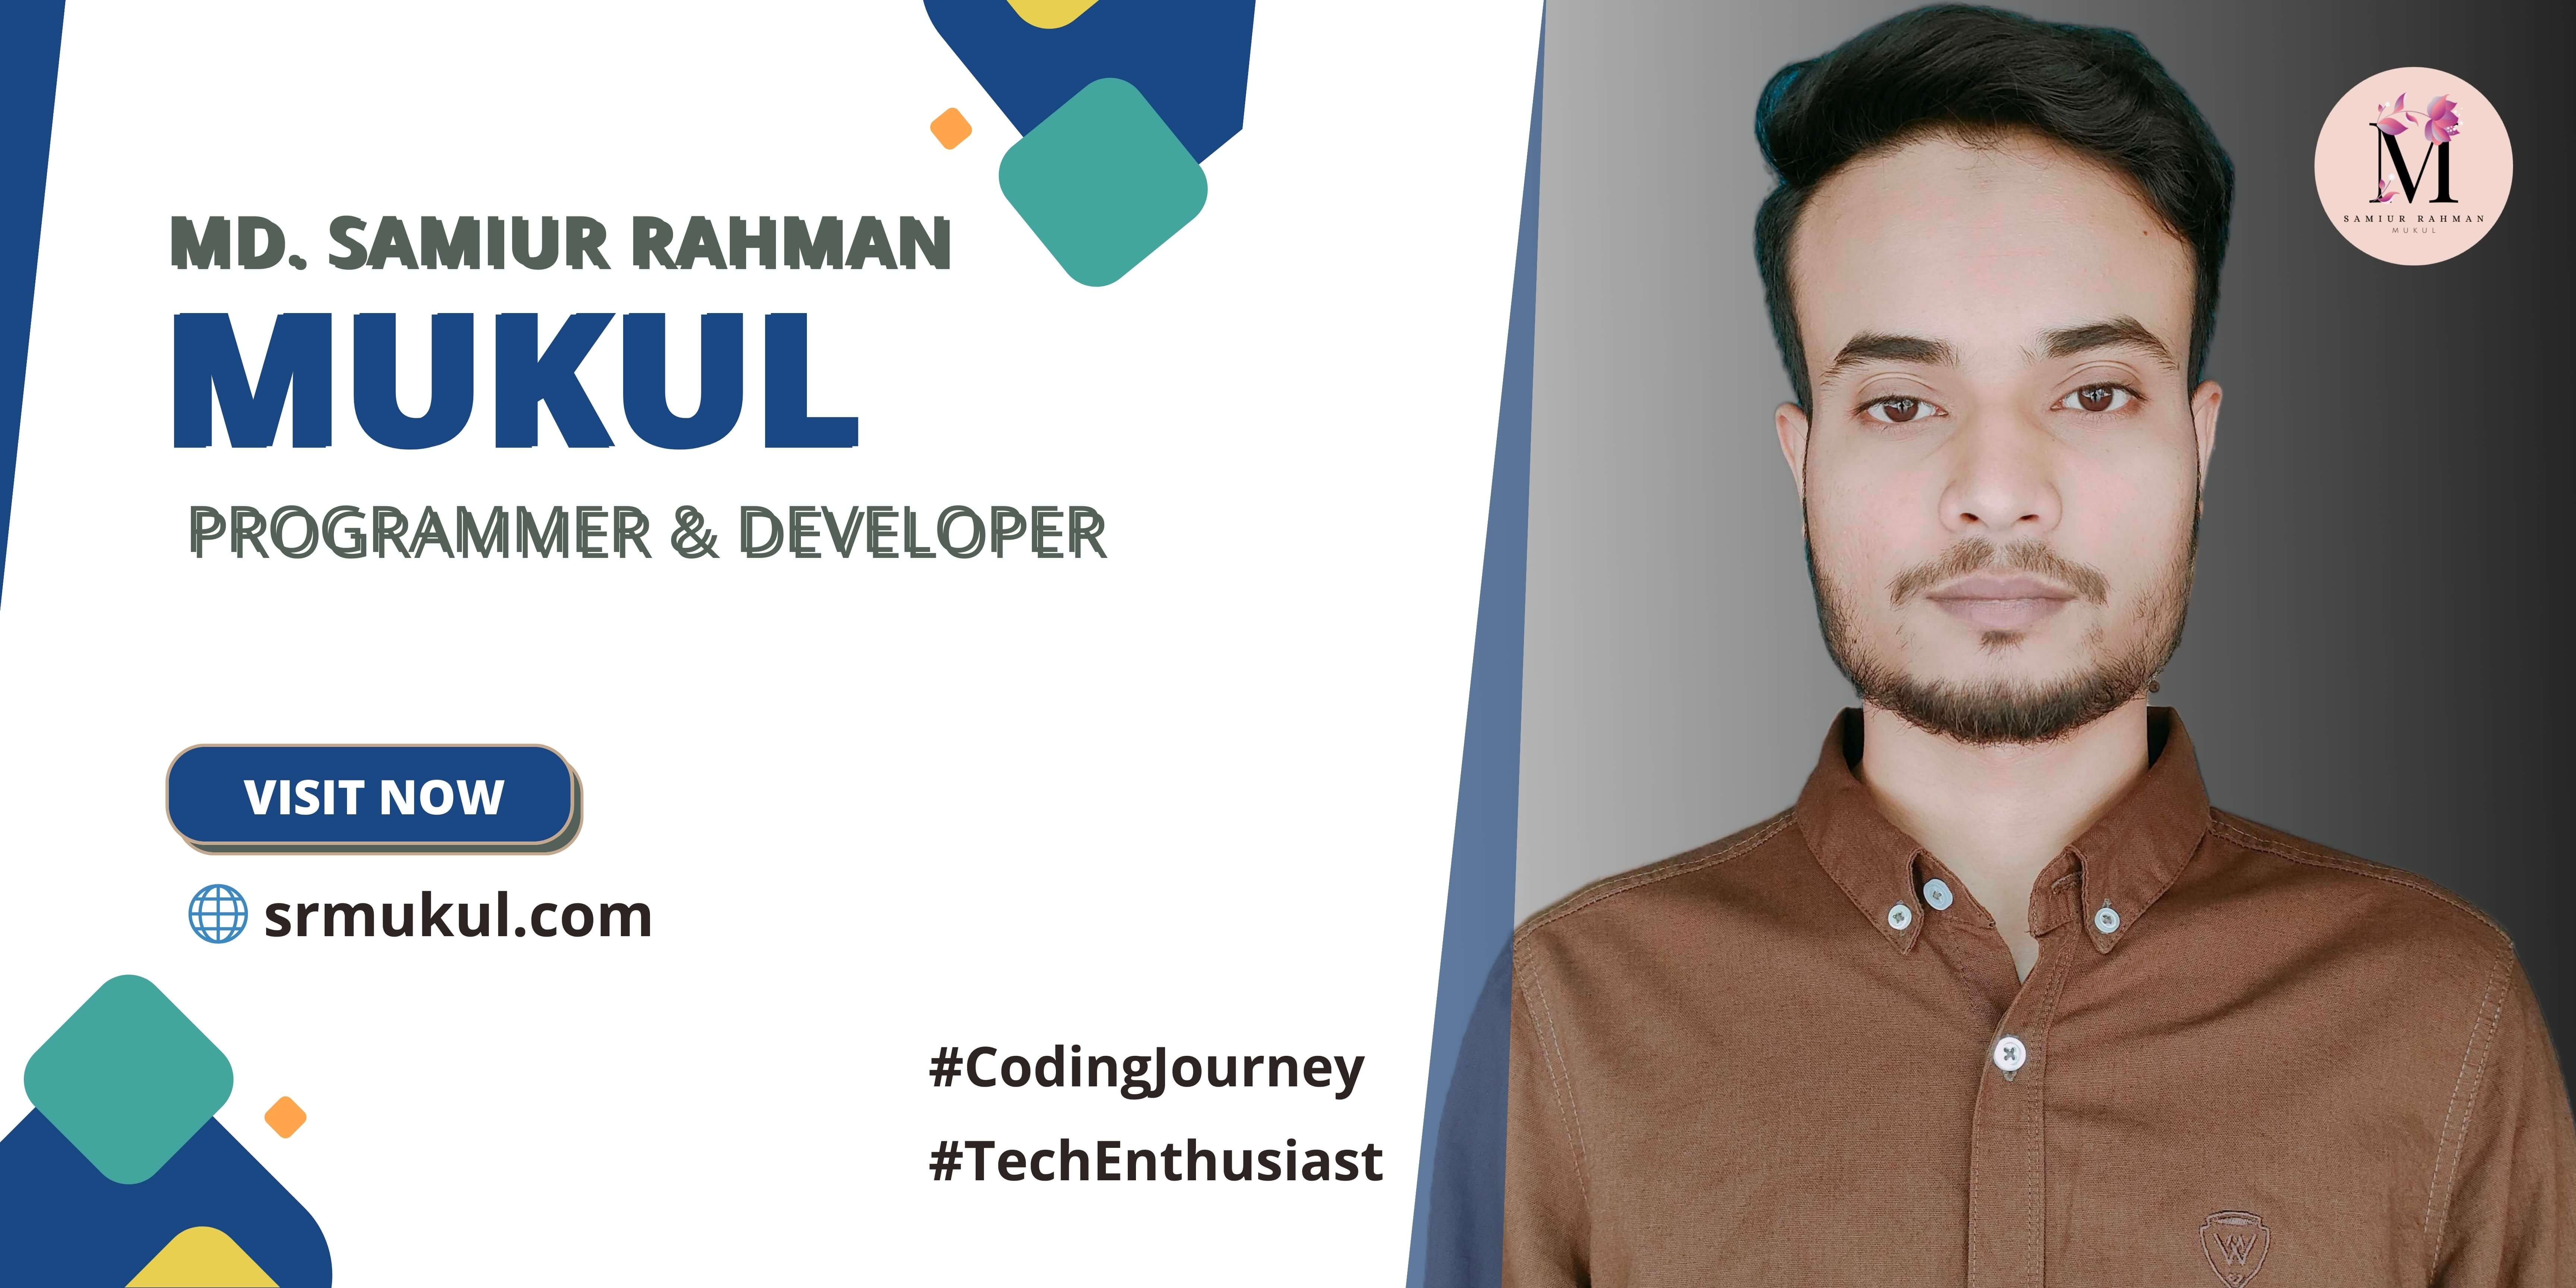 MD. SAMIUR RAHMAN
MUKUL
PROGRAMMER & DEVELOPER
VISIT NOW
srmukul.com
#CodingJourney
#TechEnthusiast
M
SAMIUR RAHMAN
MUKUL